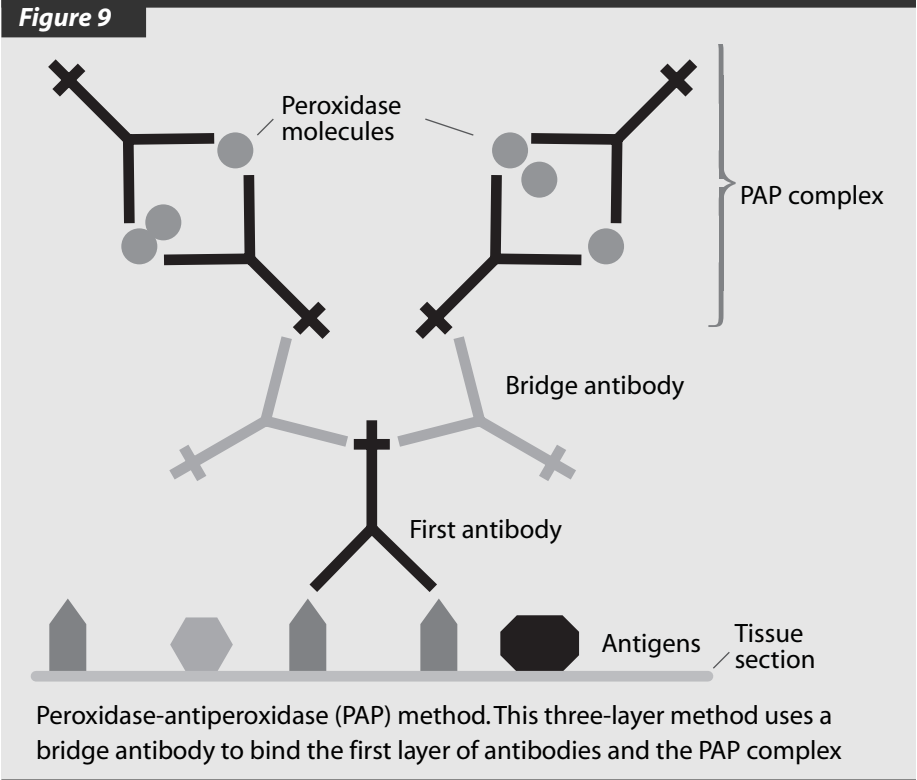 Figure 9
Peroxidase
molecules
PAP complex
Bridge antibody
First antibody
Antigens
Tissue
section
Peroxidase-antiperoxidase (PAP) method. This three-layer method uses a
bridge antibody to bind the first layer of antibodies and the PAP complex